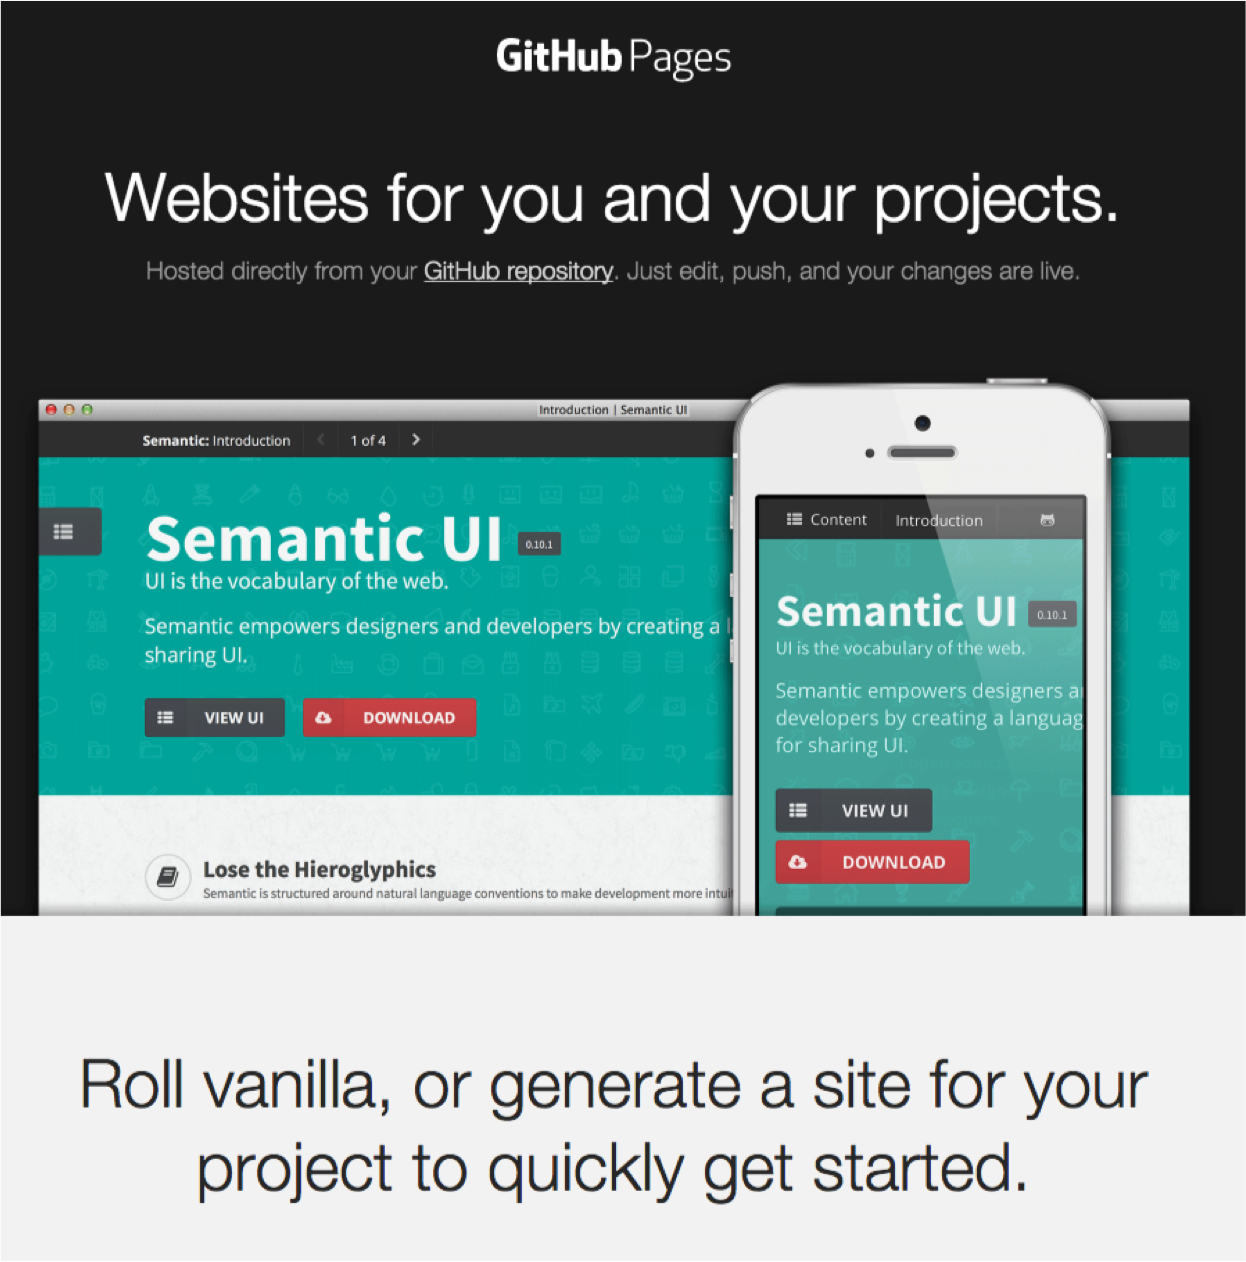 GitHub Pages
Websites for you and your projects.
Hosted directly from your GitHub repository. Just edit, push, and your changes are live.
Introduction | Semantic UI
Semantic: Introduction 1 of 4
Semantic UI 0.10.1
UI is the vocabulary of the web.
Semantic empowers designers and developers by creating a
sharing UI.
VIEW UI DOWNLOAD
Lose the Hieroglyphics
Semantic is structured around natural language conventions to make development more
Content Introduction
Semantic UI 0.10.1
UI is the vocabulary of the web.
Semantic empowers designers
developers by creating a
for sharing UI.
VIEW UI
DOWNLOAD
Roll vanilla, or generate a site for your
project to quickly get started.